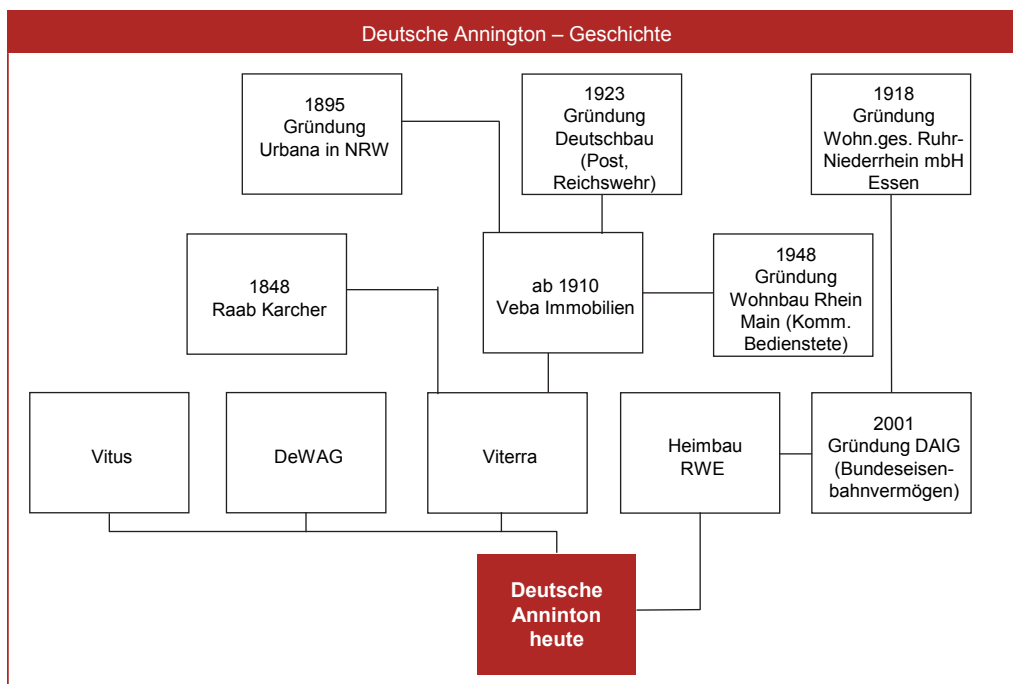 Deutsche Annington – Geschichte
1895
Gründung
Urbana in NRW
1923
Gründung
Deutschbau
(Post,
Reichswehr)
1918
Gründung
Wohn.ges. Ruhr-
Niederrhein mbH
Essen
1848
Raab Karcher
ab 1910
Veba Immobilien
1948
Gründung
Wohnbau Rhein
Main (Komm.
Bedienstete)
Vitus
DeWAG
Viterra
Heimbau
RWE
2001
Gründung DAIG
(Bundeseisen-
bahnvermögen)
Deutsche
Anninton
heute